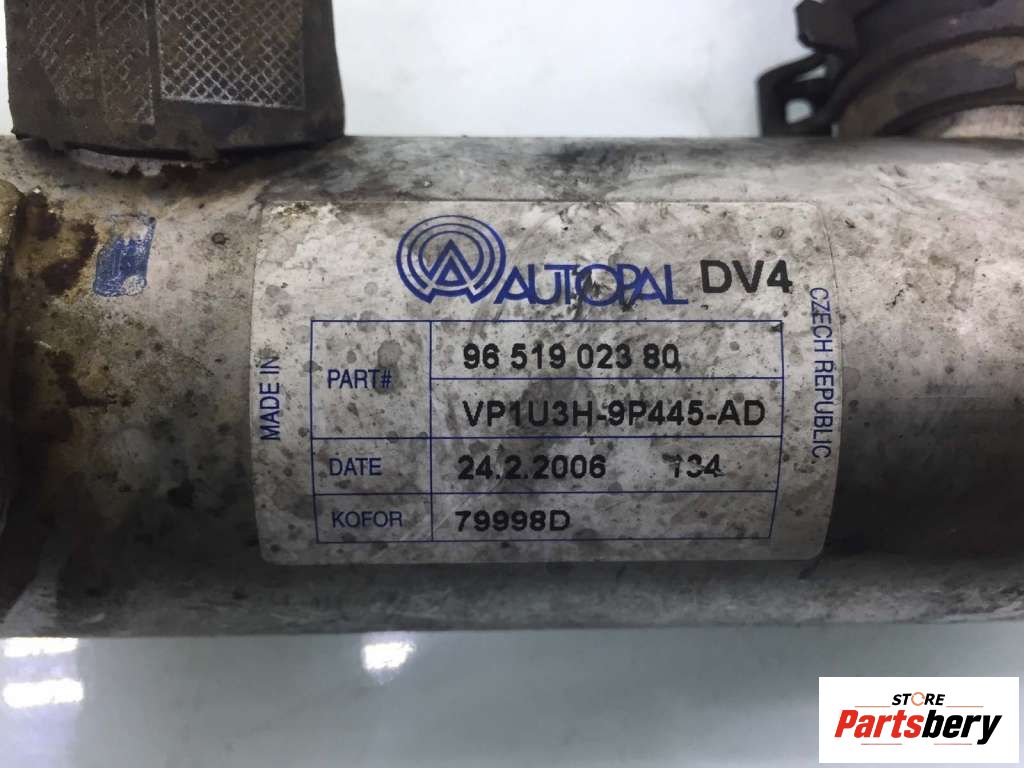 AUTOPAL DV4
MADE IN
PART# 96 519 023 80
VP1U3H-9P445-AD
DATE 24.2.2006 134
KOFOR 79998D
CZECH REPUBLIC
STORE
Partsbery